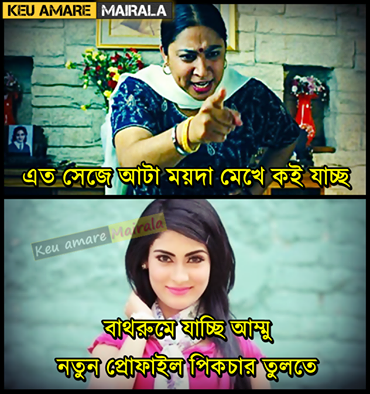 KEU AMARE MAIRALA
এত সেজে আটা ময়দা মেখে কই যাচ্ছ
Keu amare Mairala
বাথরুমে যাচ্ছি আম্মু
নতুন প্রোফাইল পিকচার তুলতে